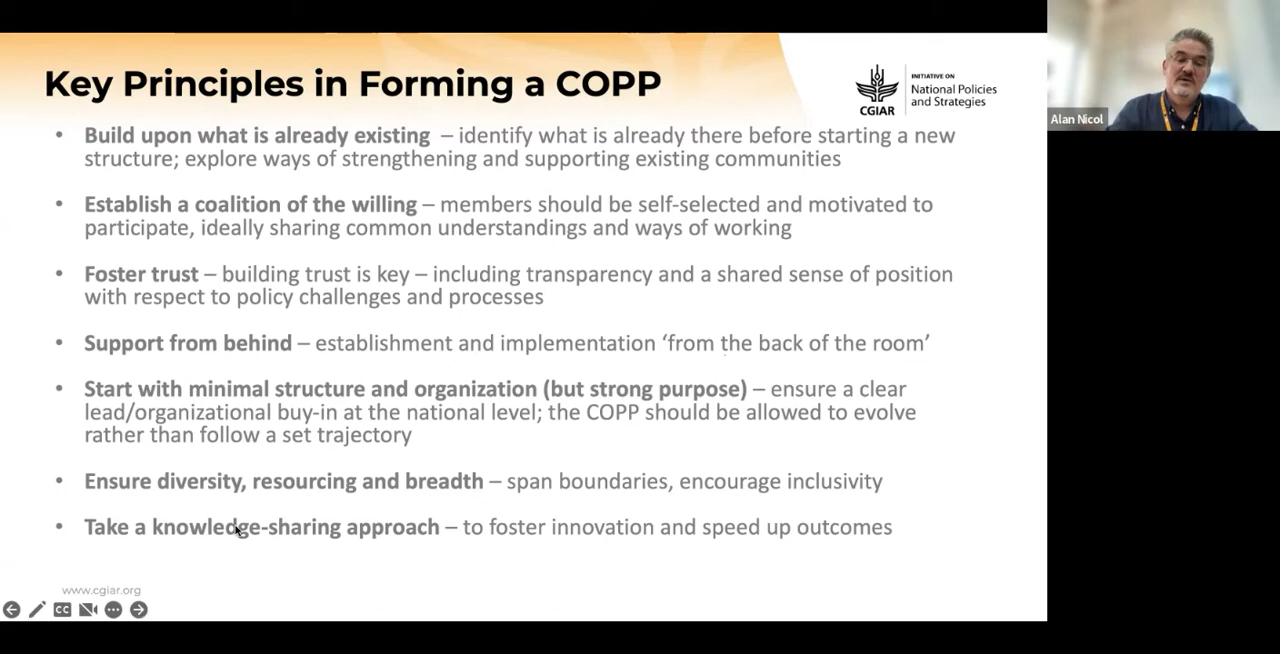 Key Principles in Forming a COPP
CGIAR
INITIATIVE ON
National Policies
and Strategies
Alan Nicol
• Build upon what is already existing – identify what is already there before starting a new
structure; explore ways of strengthening and supporting existing communities
• Establish a coalition of the willing – members should be self-selected and motivated to
participate, ideally sharing common understandings and ways of working
• Foster trust – building trust is key – including transparency and a shared sense of position
with respect to policy challenges and processes
• Support from behind – establishment and implementation ‘from the back of the room’
• Start with minimal structure and organization (but strong purpose) – ensure a clear
lead/organizational buy-in at the national level; the COPP should be allowed to evolve
rather than follow a set trajectory
• Ensure diversity, resourcing and breadth – span boundaries, encourage inclusivity
• Take a knowledge-sharing approach – to foster innovation and speed up outcomes
www.cgiar.org
CC